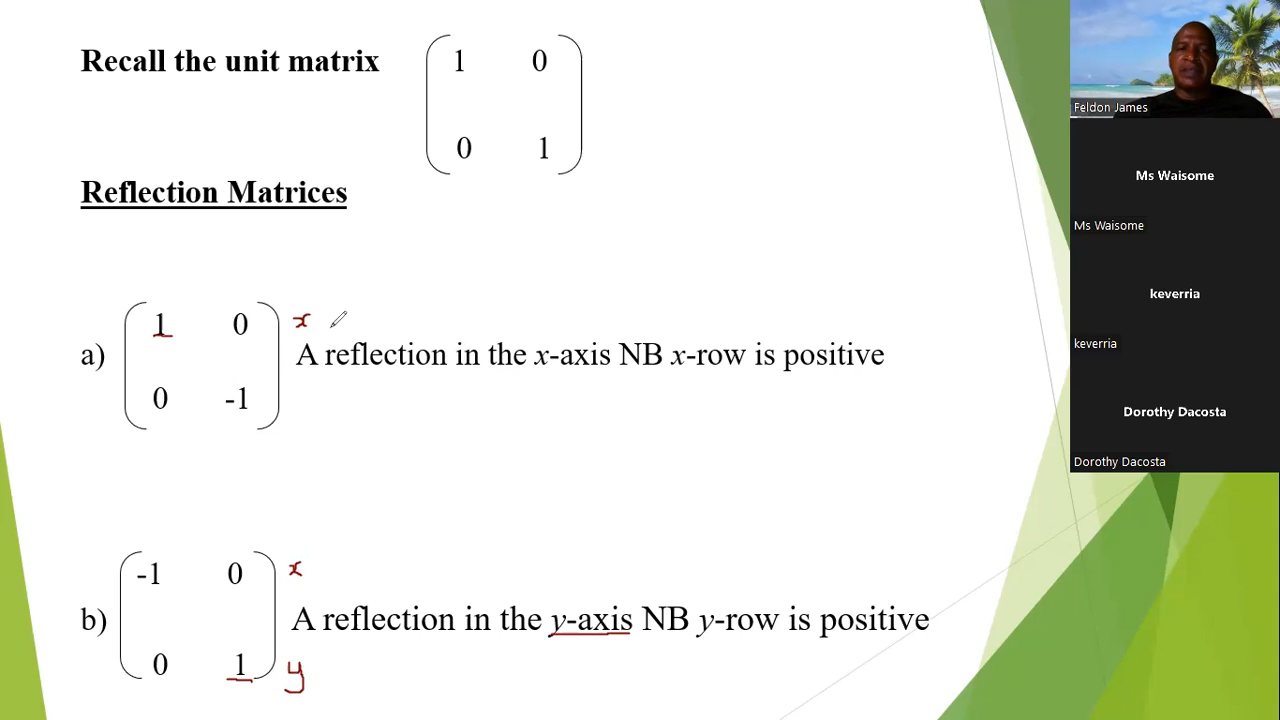 Recall the unit matrix
1 0
0 1
Reflection Matrices
1 0 x
a) A reflection in the x-axis NB x-row is positive
0 -1
-1 0 x
b) A reflection in the y-axis NB y-row is positive
0 1 y
Feldon James
Ms Waisome
Ms Waisome
keverria
keverria
Dorothy Dacosta
Dorothy Dacosta